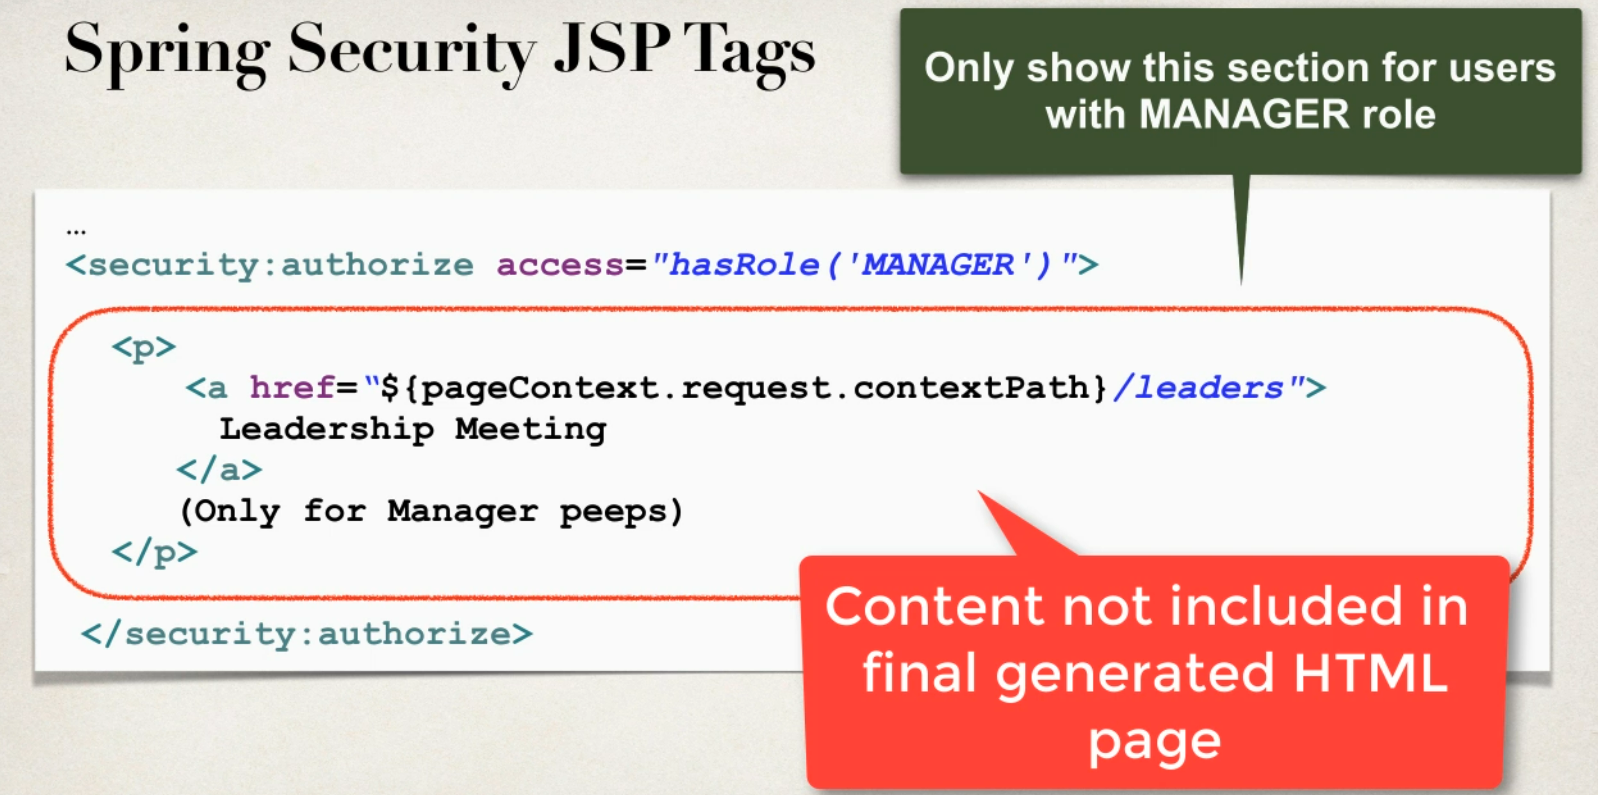 Spring Security JSP Tags
Only show this section for users
with MANAGER role
…
<security:authorize access="hasRole('MANAGER')">
<p>
<a href=“${pageContext.request.contextPath}/leaders">
Leadership Meeting
</a>
(Only for Manager peeps)
</p>
</security:authorize>
Content not included in
final generated HTML
page